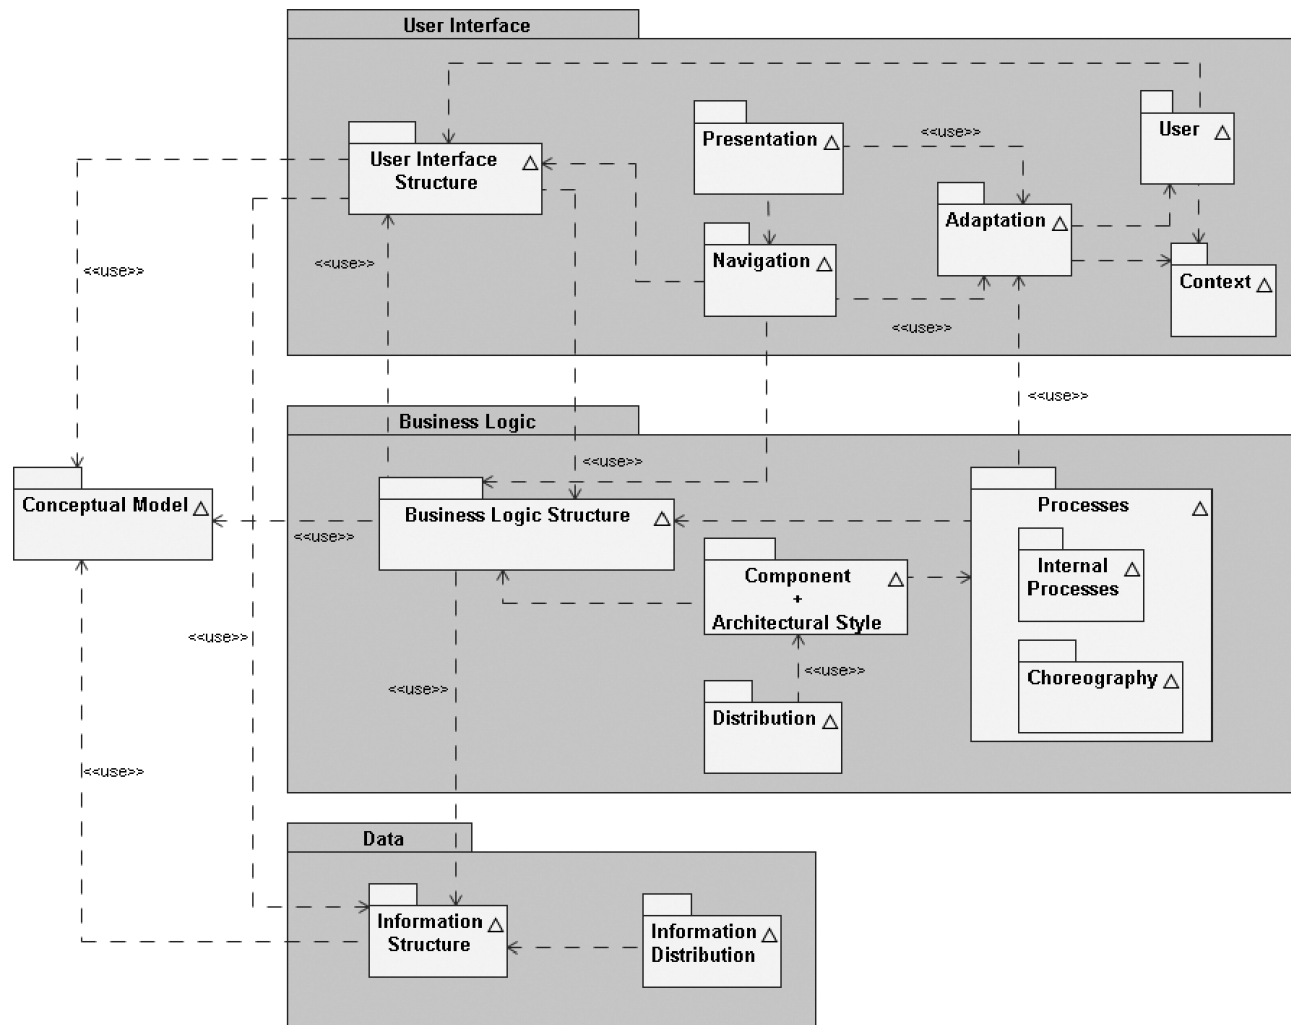 User Interface
User Interface
Structure
Presentation
<<use>>
User
Adaptation
Navigation
Context
<<use>>
<<use>>
<<use>>
<<use>>
Business Logic
<<use>>
Conceptual Model
Business Logic Structure
<<use>>
Processes
Internal
Processes
Component
+
Architectural Style
<<use>>
<<use>>
Choreography
<<use>>
Distribution
<<use>>
Data
Information
Structure
Information
Distribution